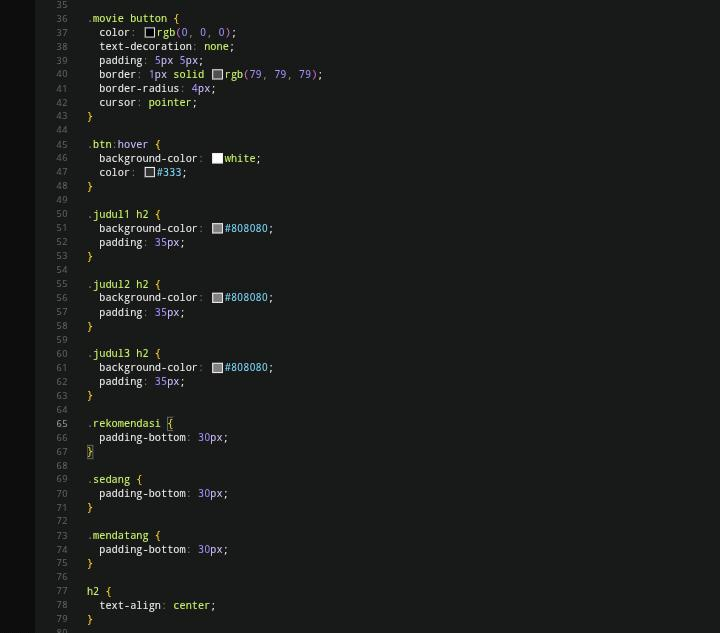 35
36 .movie button {
37   color: rgb(0, 0, 0);
38   text-decoration: none;
39   padding: 5px 5px;
40   border: 1px solid rgb(79, 79, 79);
41   border-radius: 4px;
42   cursor: pointer;
43 }
44
45 .btn:hover {
46   background-color: white;
47   color: #333;
48 }
49
50 .judul1 h2 {
51   background-color: #808080;
52   padding: 35px;
53 }
54
55 .judul2 h2 {
56   background-color: #808080;
57   padding: 35px;
58 }
59
60 .judul3 h2 {
61   background-color: #808080;
62   padding: 35px;
63 }
64
65 .rekomendasi {
66   padding-bottom: 30px;
67 }
68
69 .sedang {
70   padding-bottom: 30px;
71 }
72
73 .mendatang {
74   padding-bottom: 30px;
75 }
76
77 h2 {
78   text-align: center;
79 }
80